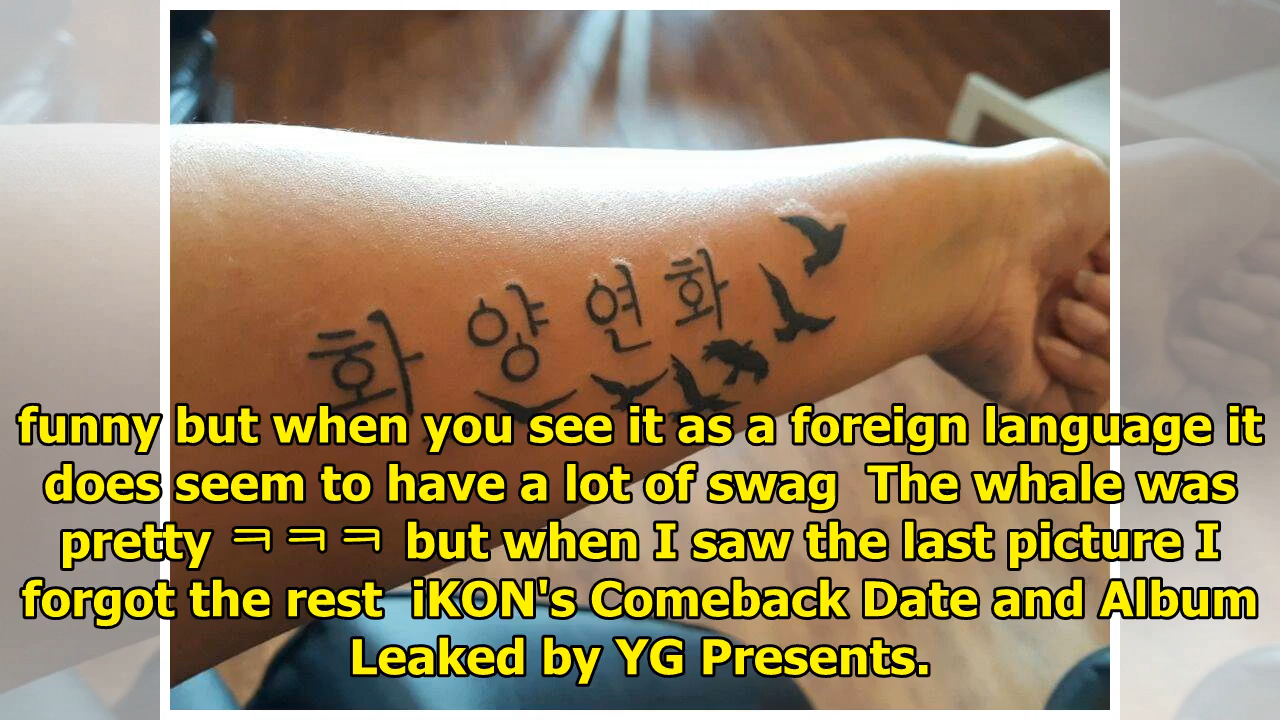 화양연화
funny but when you see it as a foreign language it
does seem to have a lot of swag  The whale was
pretty ㅋㅋㅋ but when I saw the last picture I
forgot the rest  iKON's Comeback Date and Album
Leaked by YG Presents.